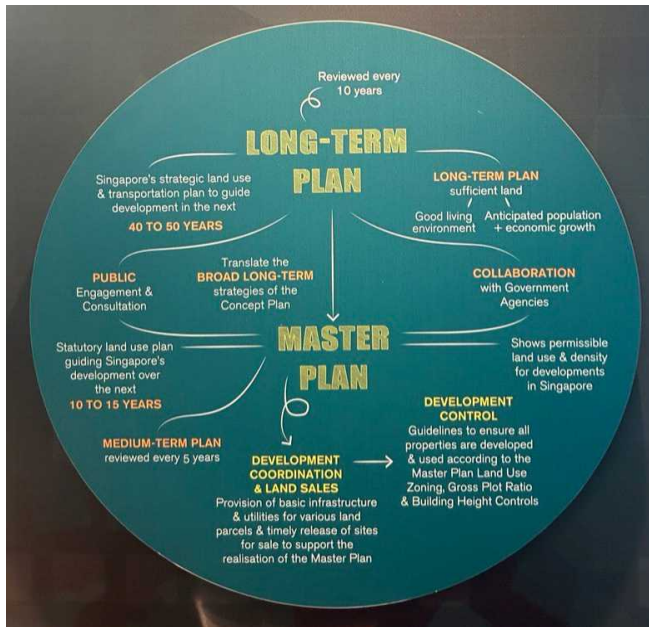 Reviewed every
10 years
LONG-TERM
PLAN
Singapore's strategic land use
& transportation plan to guide
development in the next
40 TO 50 YEARS
LONG-TERM PLAN
sufficient land
Good living
environment
Anticipated population
+ economic growth
PUBLIC
Engagement &
Consultation
Translate the
BROAD LONG-TERM
strategies of the
Concept Plan
COLLABORATION
with Government
Agencies
MASTER
PLAN
Statutory land use plan
guiding Singapore's
development over
the next
10 TO 15 YEARS
Shows permissible
land use & density
for developments
in Singapore
MEDIUM-TERM PLAN
reviewed every 5 years
DEVELOPMENT
COORDINATION
& LAND SALES
Provision of basic infrastructure
& utilities for various land
parcels & timely release of sites
for sale to support the
realisation of the Master Plan
DEVELOPMENT
CONTROL
Guidelines to ensure all
properties are developed
& used according to the
Master Plan Land Use
Zoning, Gross Plot Ratio
& Building Height Controls